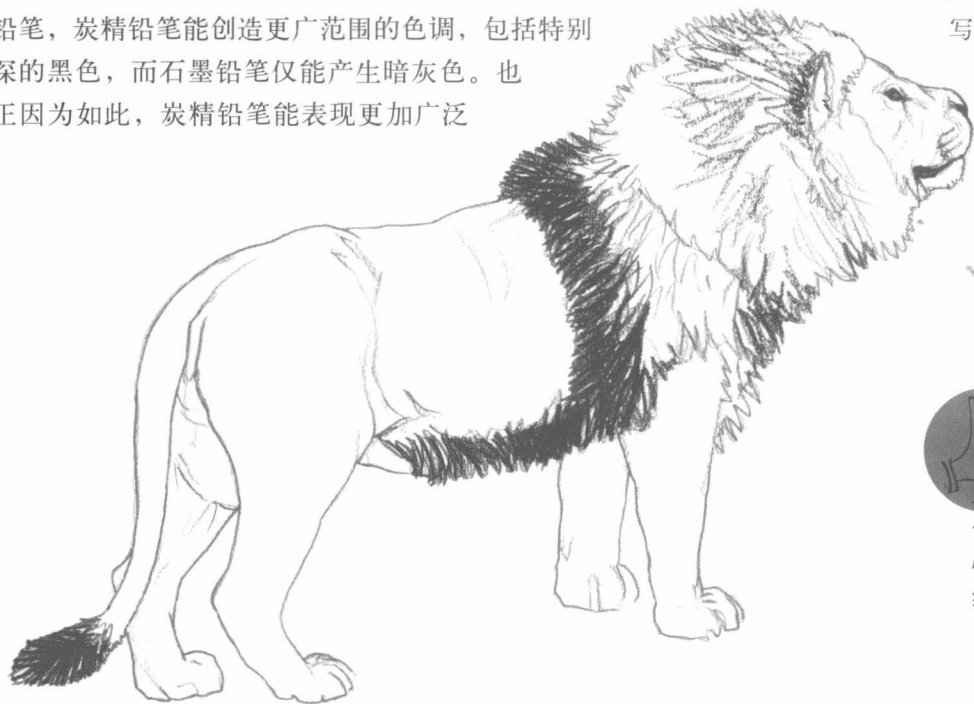 铅笔，炭精铅笔能创造更广范围的色调，包括特别
深的黑色，而石墨铅笔仅能产生暗灰色。也
正因为如此，炭精铅笔能表现更加广泛
写